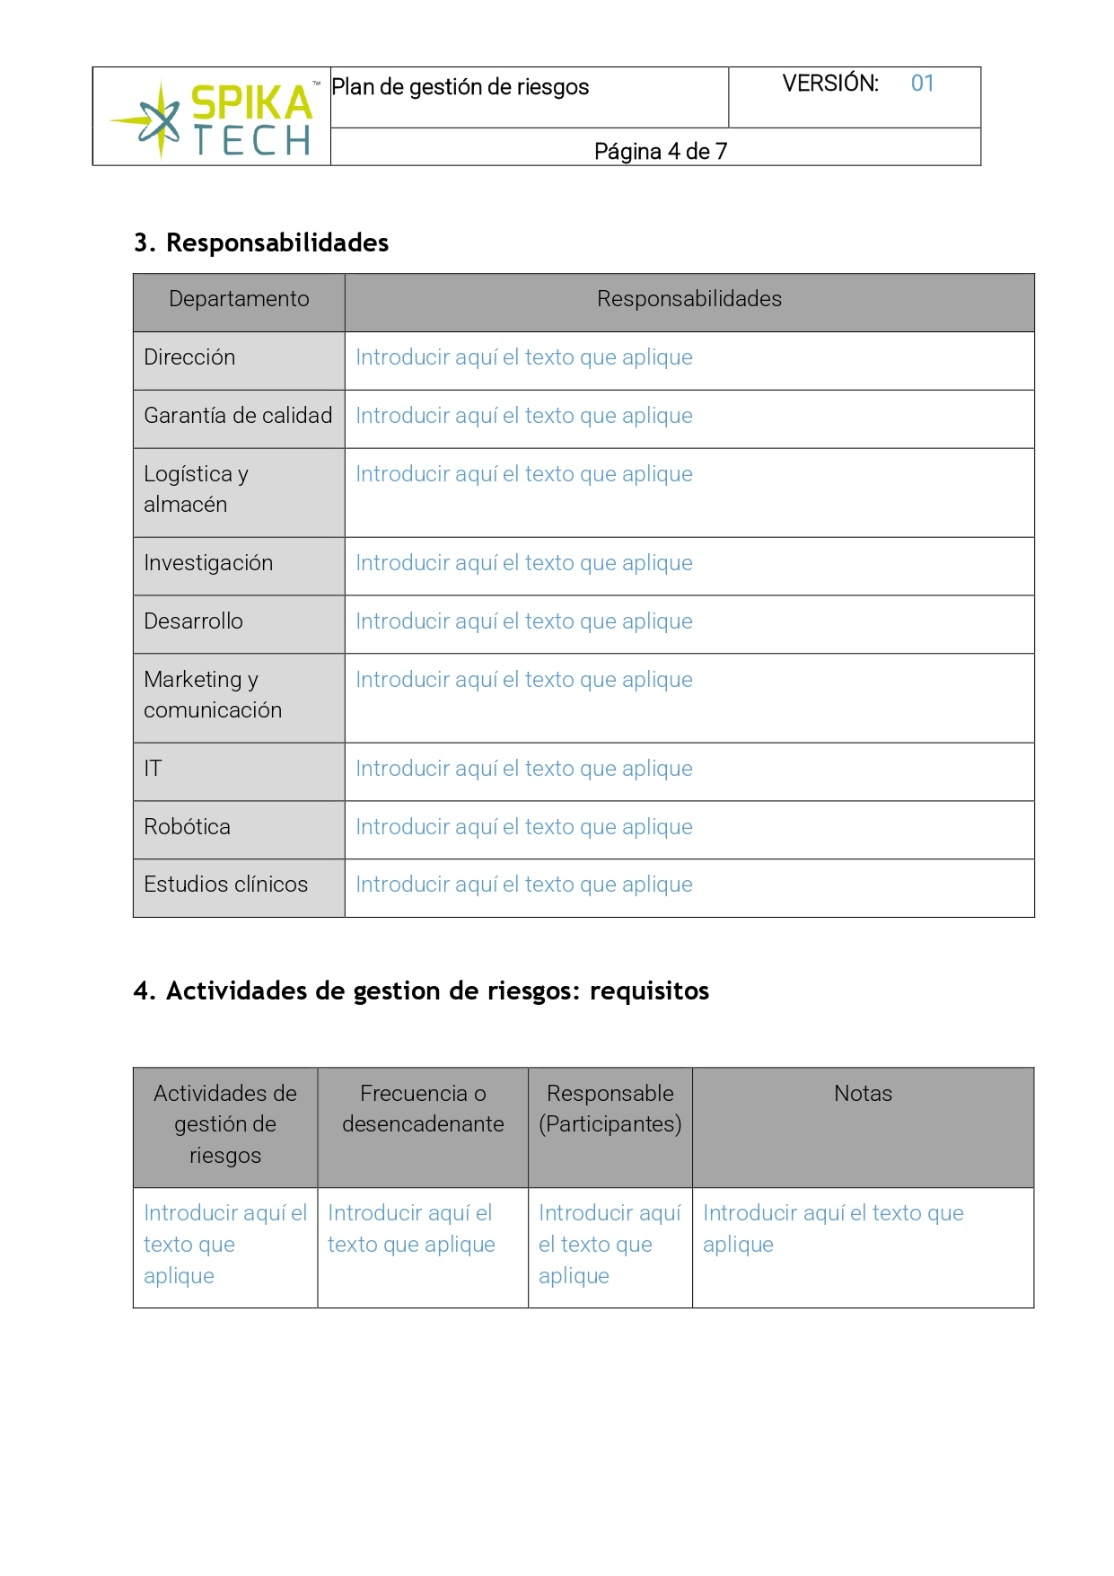 SPIKA™
TECH
Plan de gestión de riesgos
VERSIÓN: 01
Página 4 de 7
3. Responsabilidades
Departamento Responsabilidades
Dirección Introducir aquí el texto que aplique
Garantía de calidad Introducir aquí el texto que aplique
Logística y Introducir aquí el texto que aplique
almacén
Investigación Introducir aquí el texto que aplique
Desarrollo Introducir aquí el texto que aplique
Marketing y Introducir aquí el texto que aplique
comunicación
IT Introducir aquí el texto que aplique
Robótica Introducir aquí el texto que aplique
Estudios clínicos Introducir aquí el texto que aplique
4. Actividades de gestion de riesgos: requisitos
Actividades de Frecuencia o Responsable Notas
gestión de desencadenante (Participantes)
riesgos
Introducir aquí el Introducir aquí el Introducir aquí Introducir aquí el texto que
texto que texto que aplique el texto que aplique
aplique aplique